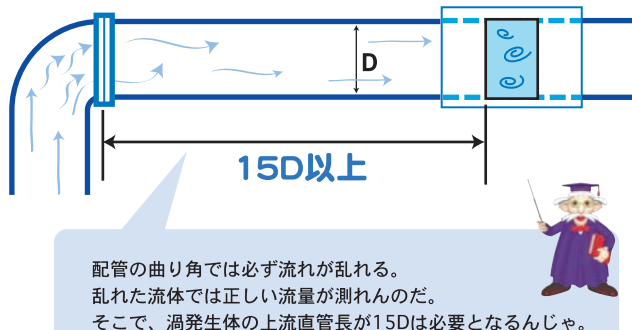 D
15D以上
配管の曲り角では必ず流れが乱れる。
乱れた流体では正しい流量が測れんのだ。
そこで、渦発生体の上流直管長が15Dは必要となるんじゃ。